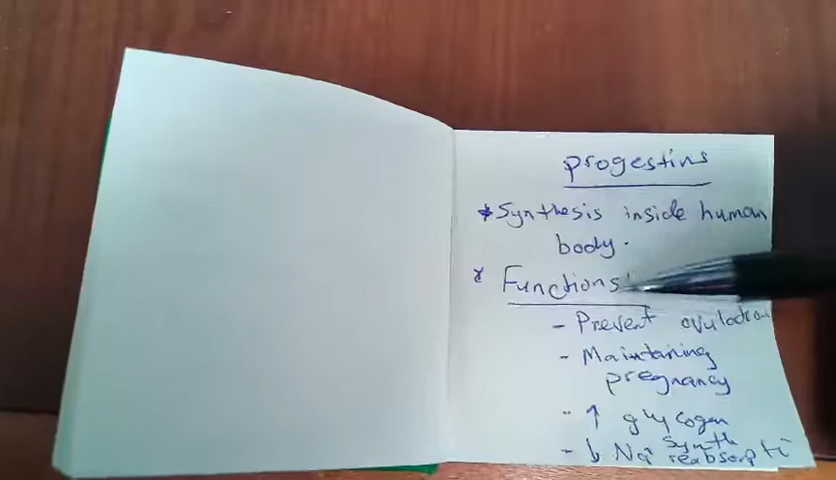 progestins
* Synthesis inside human
body.
* Functions:
- Prevent ovulation
- Maintaining
pregnancy
- ↑ glycogen
synth
- ↓ Na⁺ reabsorpti